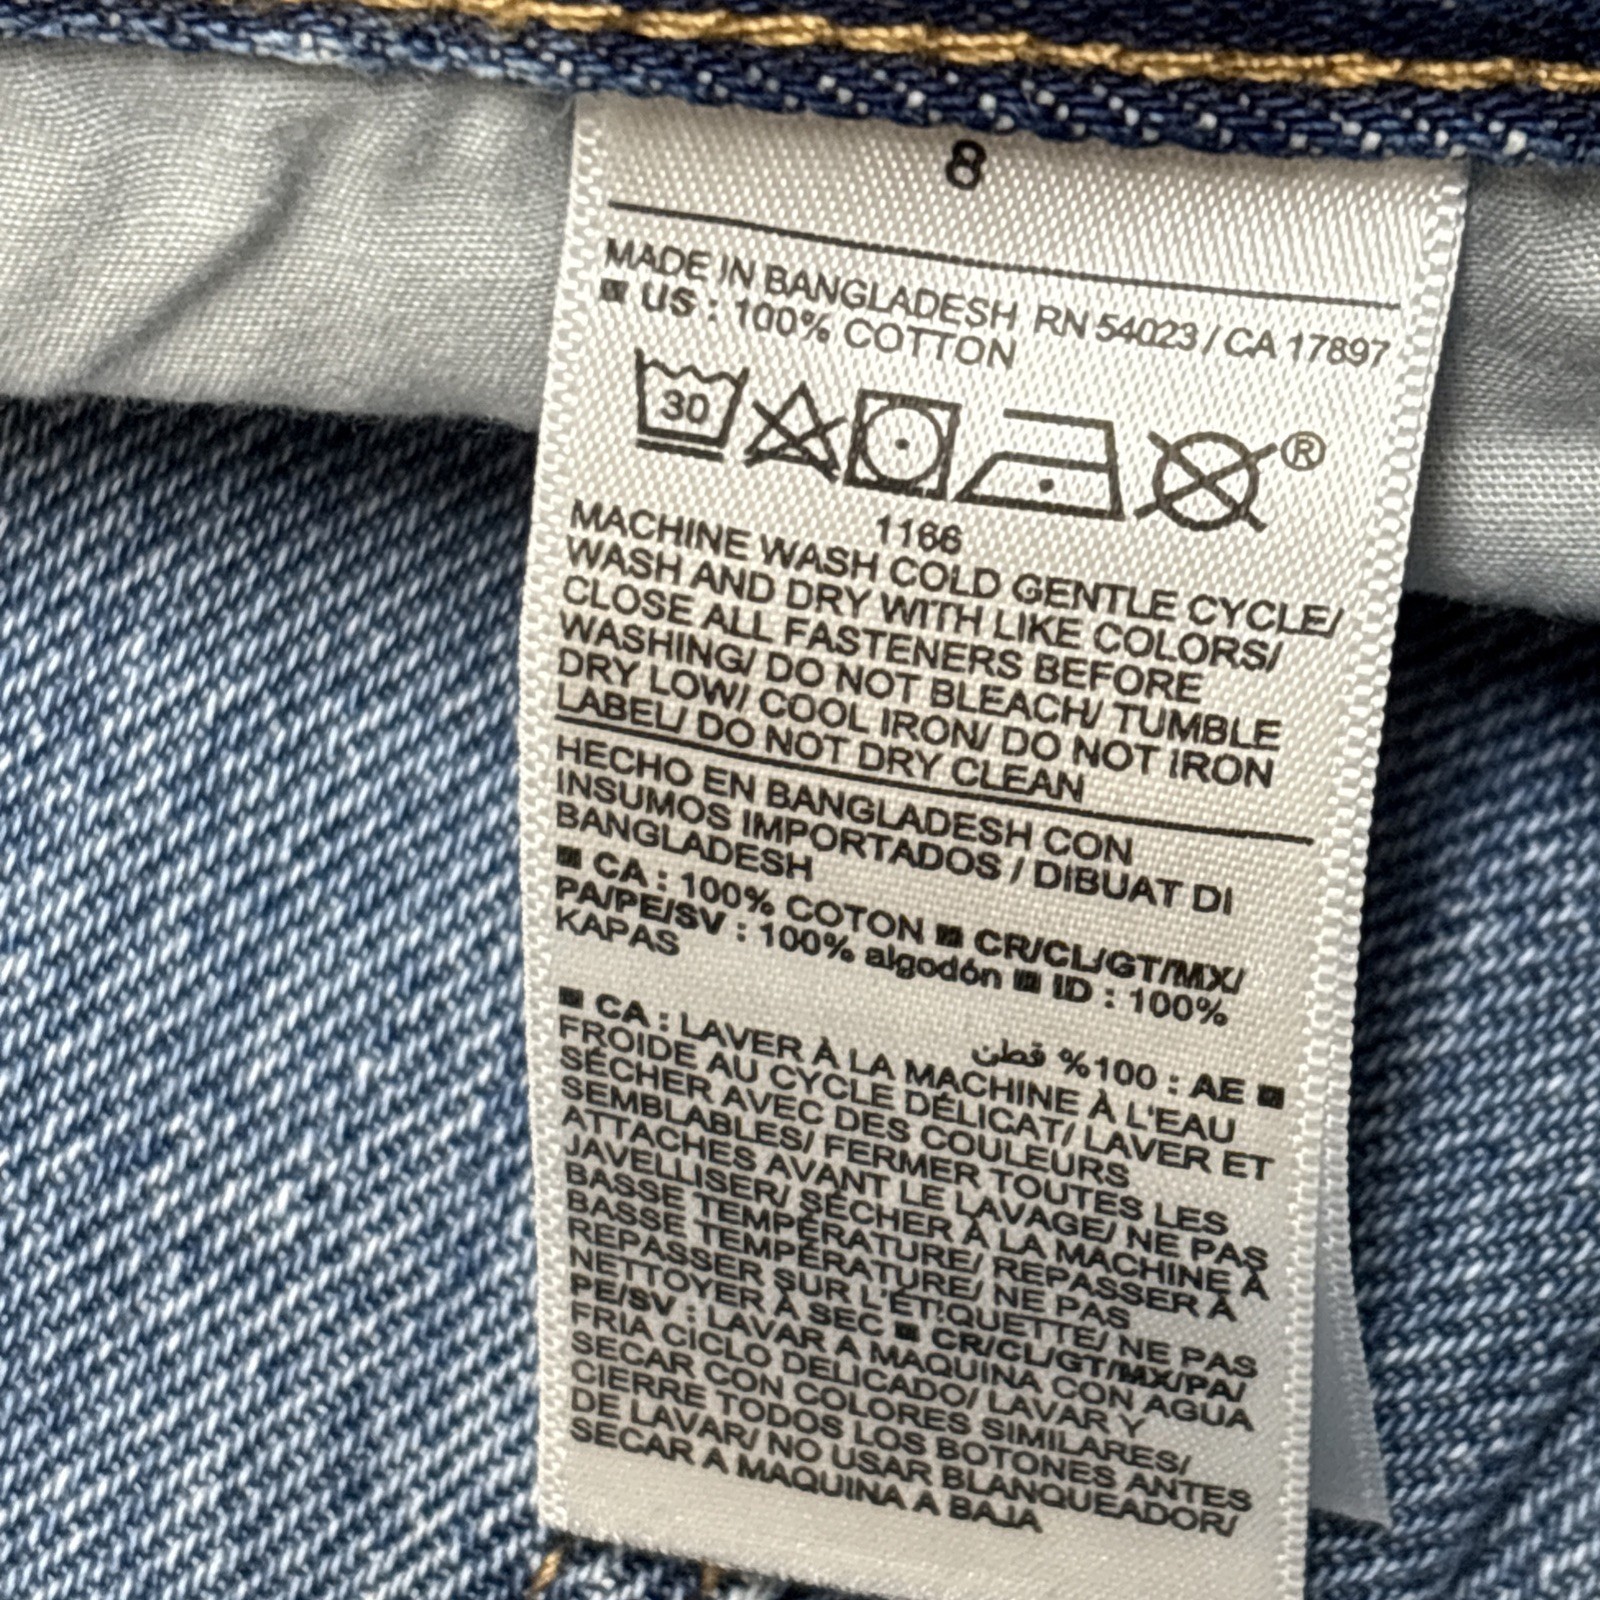 8
MADE IN BANGLADESH RN 54023 / CA 17897
■ US : 100% COTTON
30
®
1166
MACHINE WASH COLD GENTLE CYCLE/
WASH AND DRY WITH LIKE COLORS/
CLOSE ALL FASTENERS BEFORE
WASHING/ DO NOT BLEACH/ TUMBLE
DRY LOW/ COOL IRON/ DO NOT IRON
LABEL/ DO NOT DRY CLEAN
HECHO EN BANGLADESH CON
INSUMOS IMPORTADOS / DIBUAT DI
BANGLADESH
■ CA : 100% COTON ■ CR/CL/GT/MX/
PA/PE/SV : 100% algodón ■ ID : 100%
KAPAS
■ AE : 100% قطن
■ CA : LAVER À LA MACHINE À L'EAU
FROIDE AU CYCLE DÉLICAT/ LAVER ET
SÉCHER AVEC DES COULEURS
SEMBLABLES/ FERMER TOUTES LES
ATTACHES AVANT LE LAVAGE/ NE PAS
JAVELLISER/ SÉCHER À LA MACHINE À
BASSE TEMPÉRATURE/ REPASSER À
BASSE TEMPÉRATURE/ NE PAS
REPASSER SUR L'ÉTIQUETTE/ NE PAS
NETTOYER À SEC ■ CR/CL/GT/MX/PA/
PE/SV : LAVAR A MAQUINA CON AGUA
FRIA CICLO DELICADO/ LAVAR Y
SECAR CON COLORES SIMILARES/
CIERRE TODOS LOS BOTONES ANTES
DE LAVAR/ NO USAR BLANQUEADOR/
SECAR A MAQUINA A BAJA